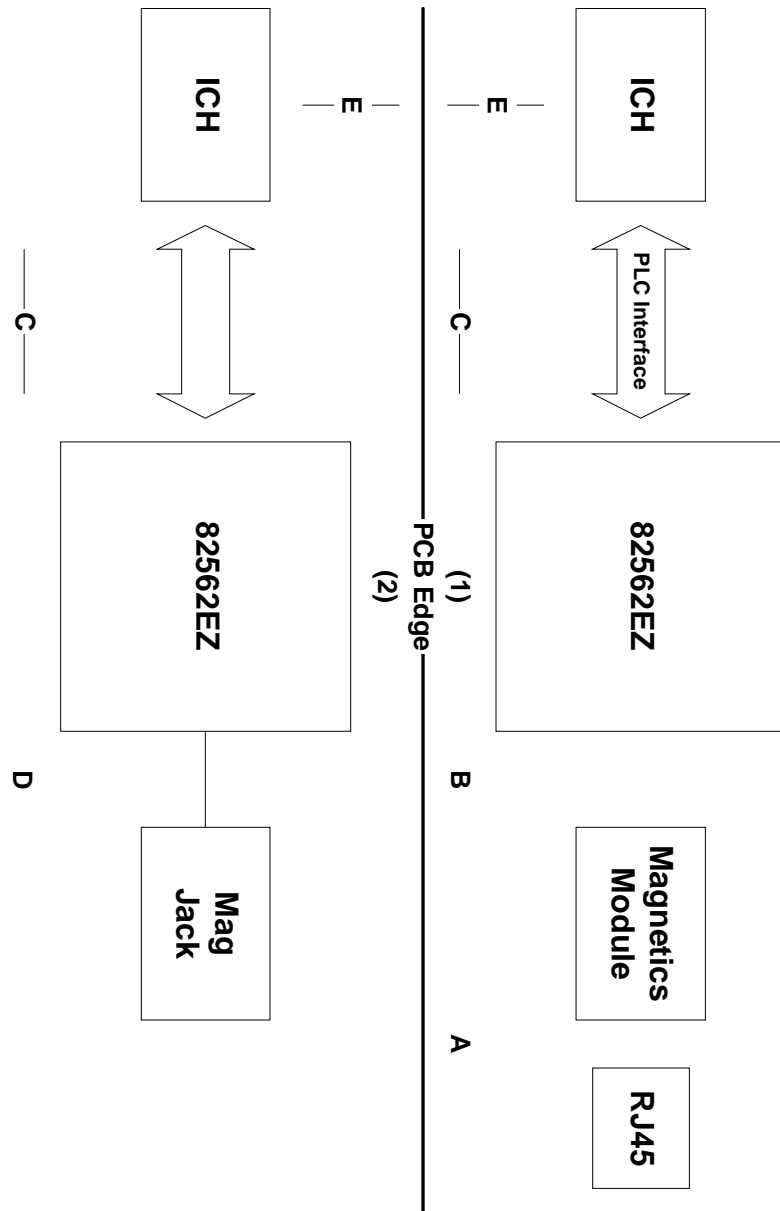 ICH
PLC Interface
82562EZ
Magnetics
Module
RJ45
E
C
B
A
(1)
PCB Edge
(2)
E
ICH
82562EZ
Mag
Jack
C
D